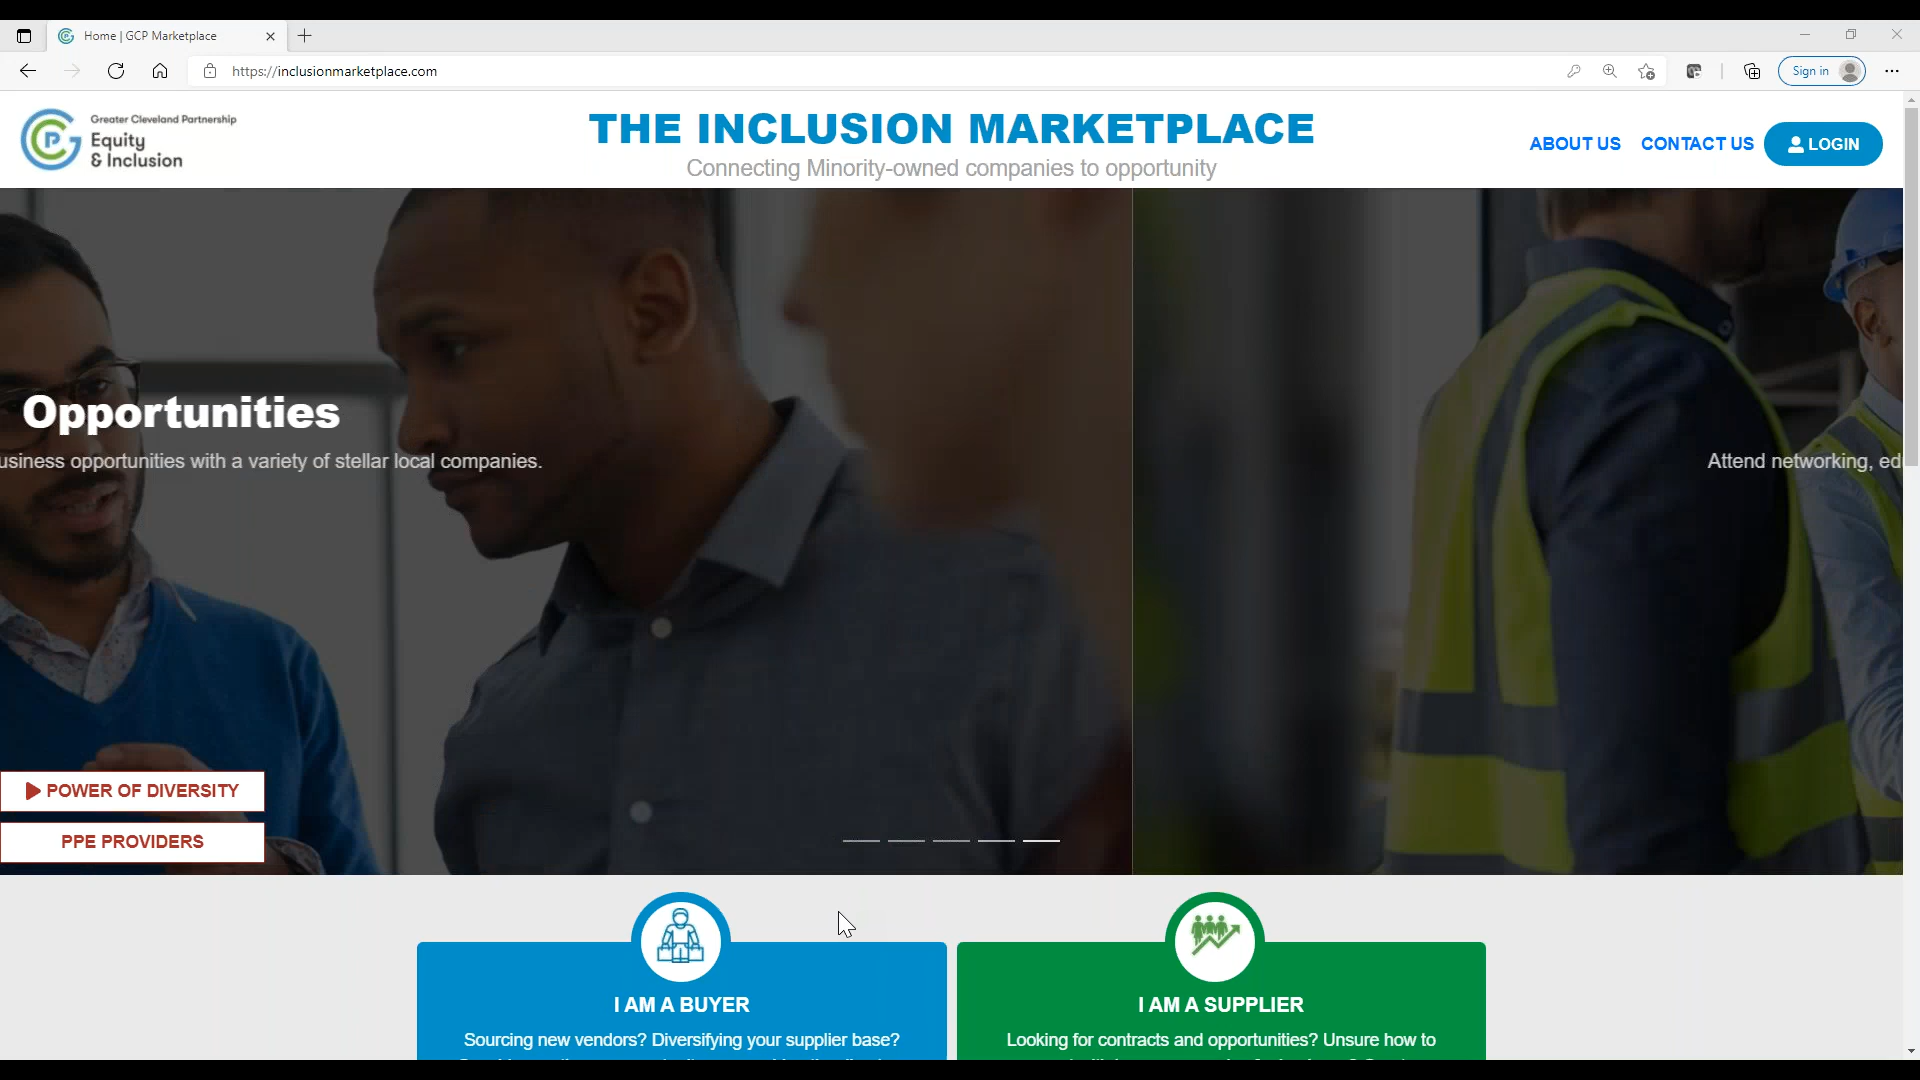 Home | GCP Marketplace
https://inclusionmarketplace.com
Sign in
Greater Cleveland Partnership
Equity
& Inclusion
THE INCLUSION MARKETPLACE
Connecting Minority-owned companies to opportunity
ABOUT US
CONTACT US
LOGIN
Opportunities
usiness opportunities with a variety of stellar local companies.
Attend networking, ed
POWER OF DIVERSITY
PPE PROVIDERS
I AM A BUYER
Sourcing new vendors? Diversifying your supplier base?
I AM A SUPPLIER
Looking for contracts and opportunities? Unsure how to